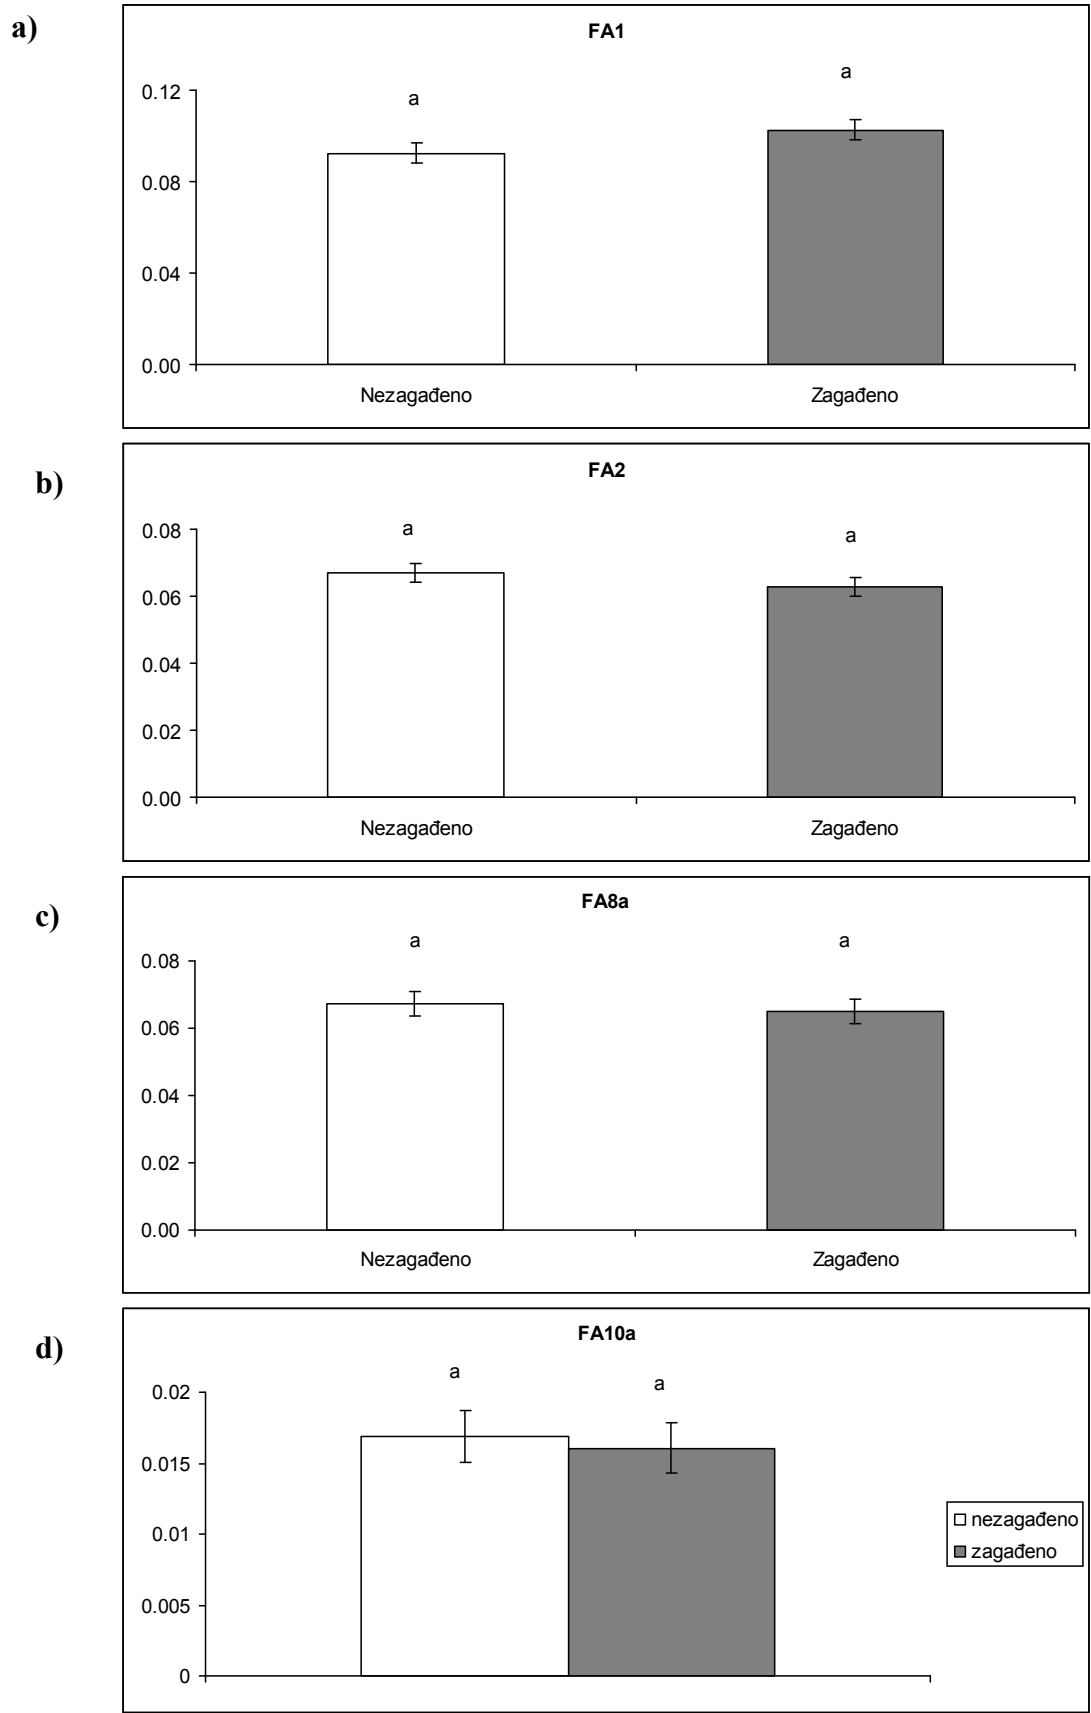 a)
FA1
a
a
0.12
0.08
0.04
0.00
Nezagađeno Zagađeno
b)
FA2
a
a
0.08
0.06
0.04
0.02
0.00
Nezagađeno Zagađeno
c)
FA8a
a a
0.08
0.06
0.04
0.02
0.00
Nezagađeno Zagađeno
d)
FA10a
a
a
0.02
0.015
0.01
0.005
0
nezagađeno
zagađeno